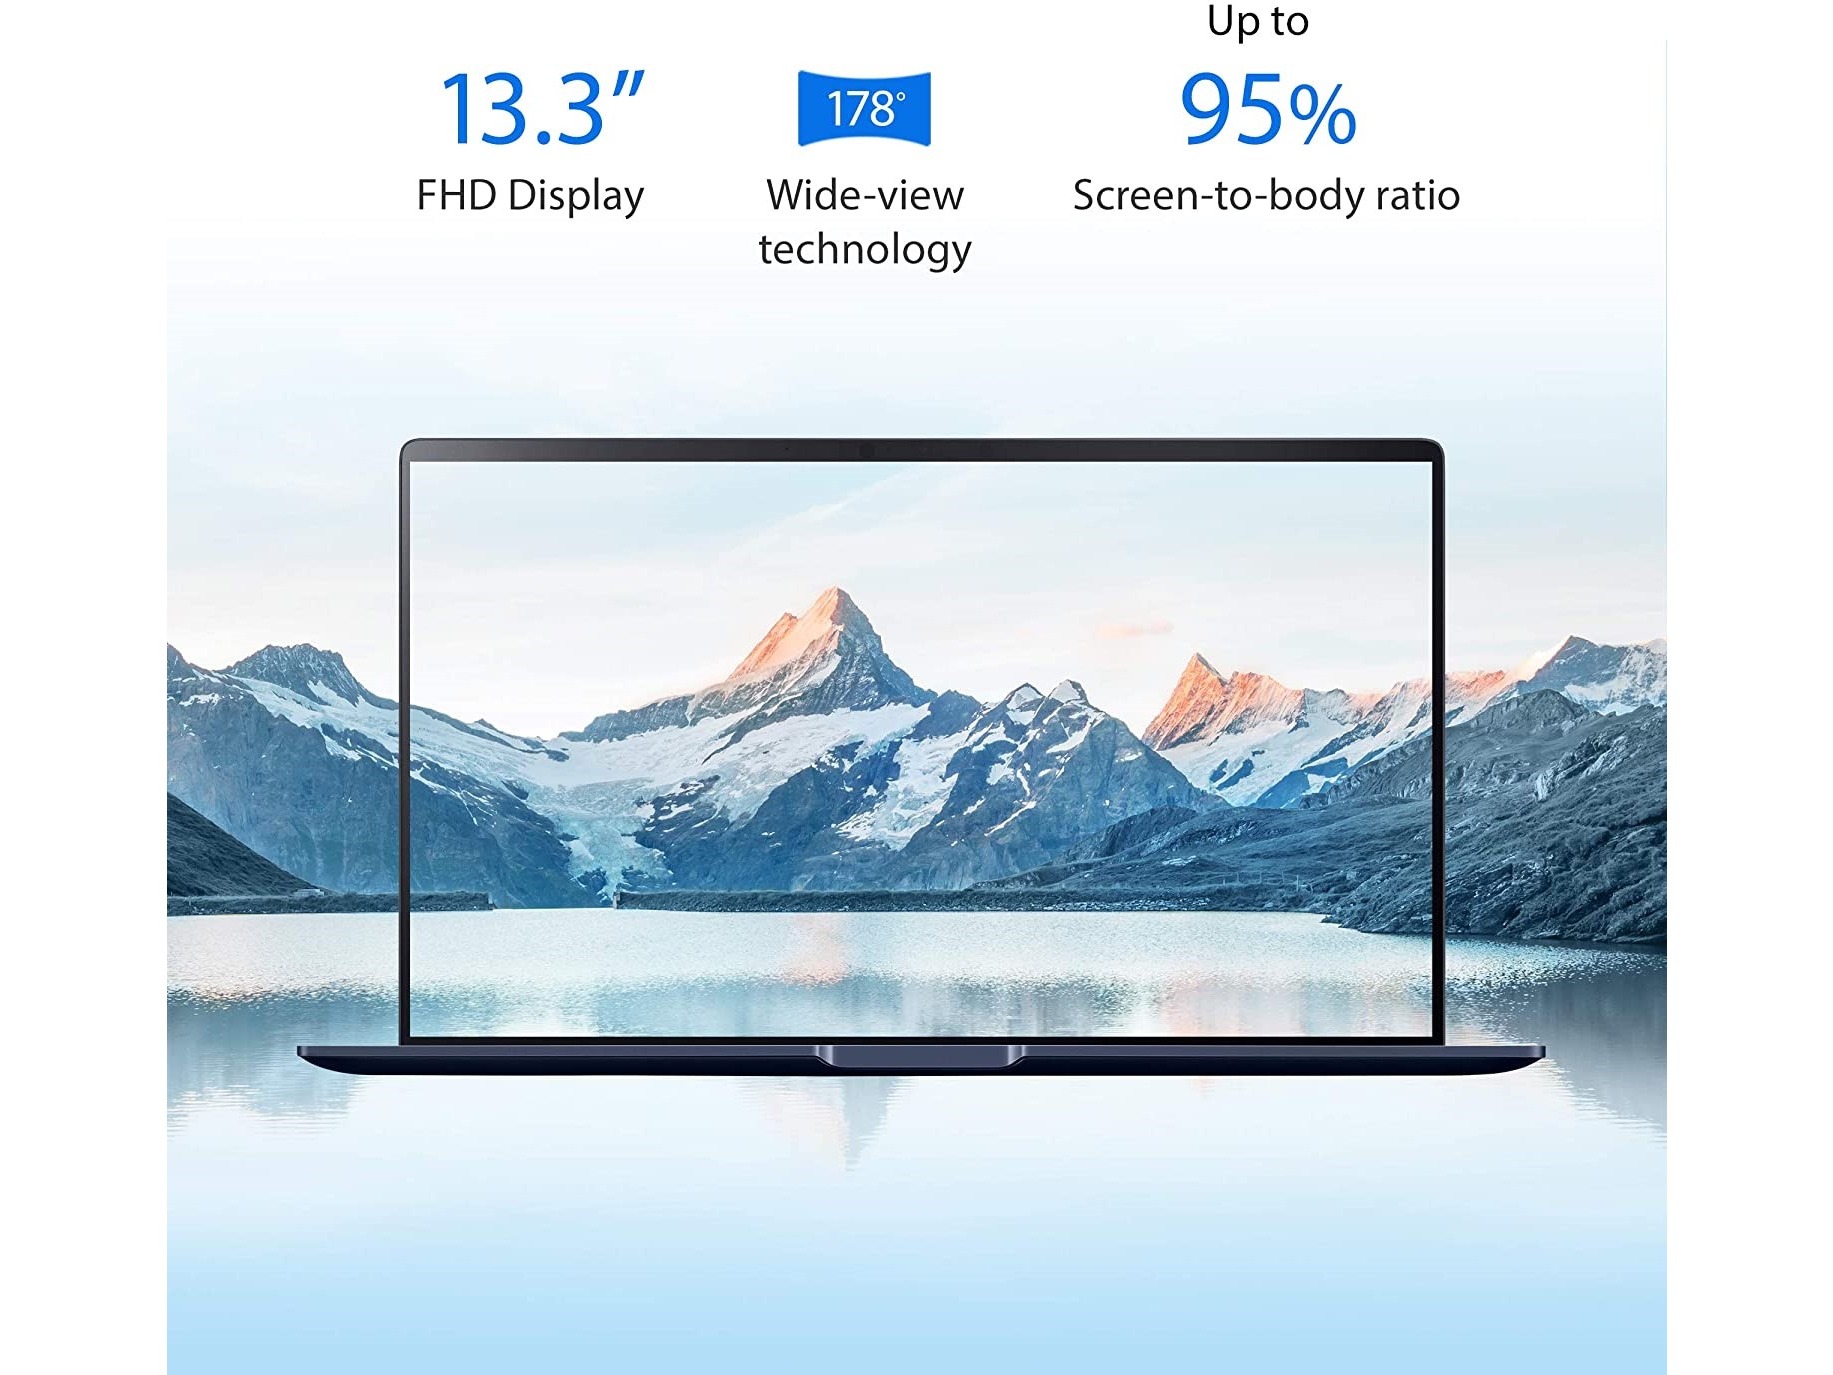 13.3”
FHD Display
178°
Wide-view
technology
Up to
95%
Screen-to-body ratio